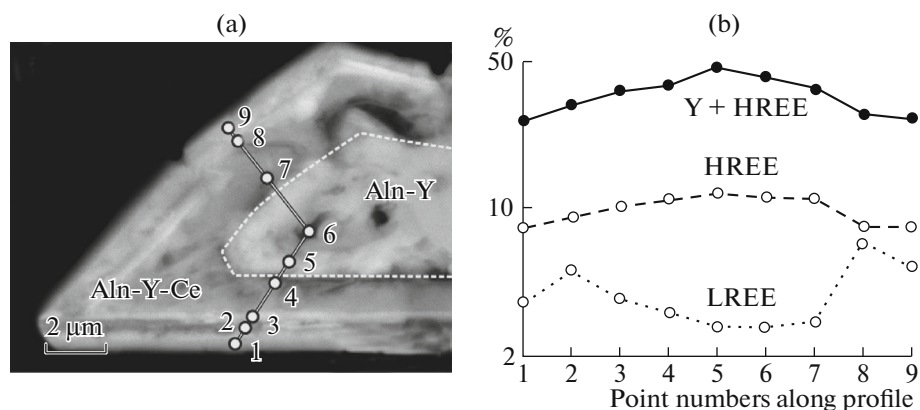 (a)
9
8
7
Aln-Y
6
5
Aln-Y-Ce
4
2
3
2 μm
1
(b)
%
50
Y + HREE
HREE
10
LREE
2
1 2 3 4 5 6 7 8 9
Point numbers along profile